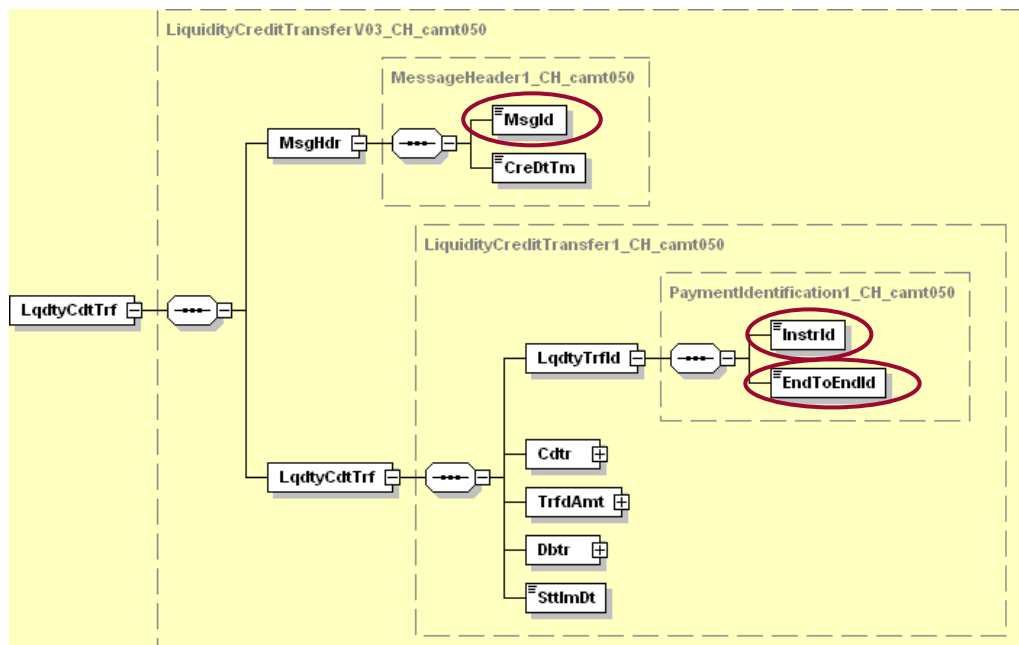 LiquidityCreditTransferV03_CH_camt050
MessageHeader1_CH_camt050
MsgId
MsgHdr
CreDtTm
LiquidityCreditTransfer1_CH_camt050
PaymentIdentification1_CH_camt050
LqdtyCdtTrf
InstrId
LqdtyTrfId
EndToEndId
Cdtr
LqdtyCdtTrf
TrfdAmt
Dbtr
SttlmDt